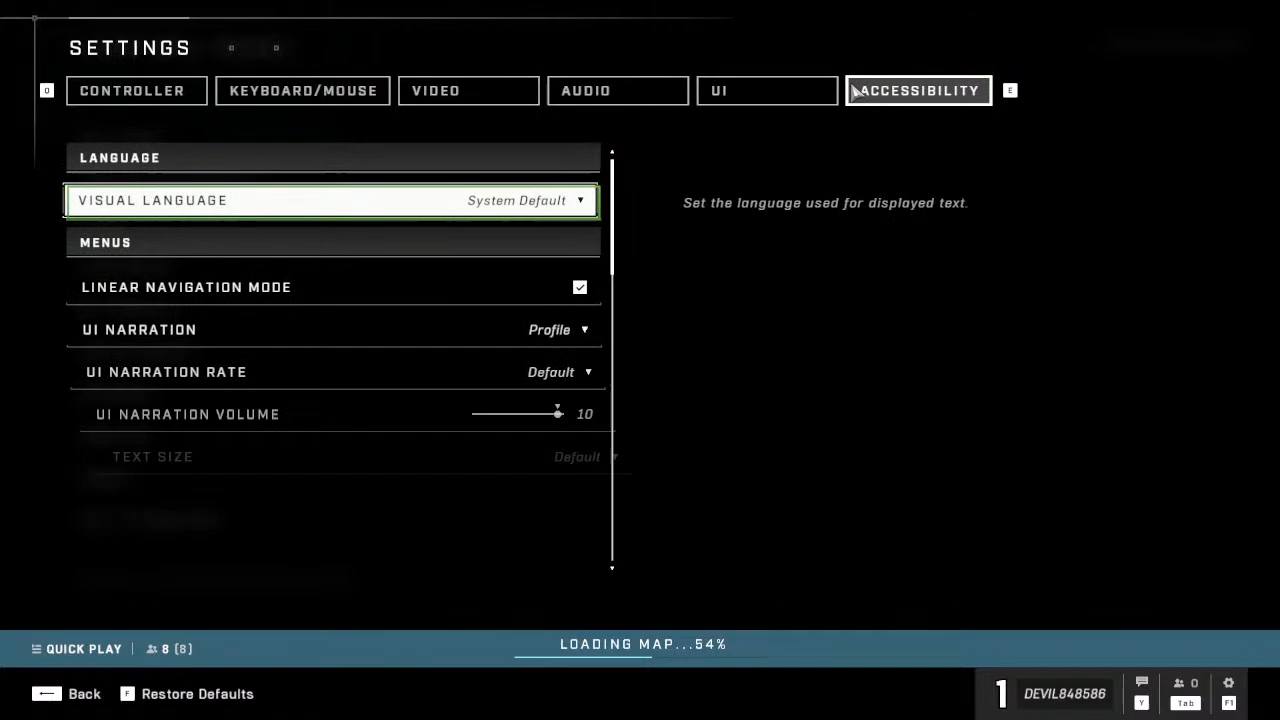 SETTINGS
Q CONTROLLER KEYBOARD/MOUSE VIDEO AUDIO UI ACCESSIBILITY E
LANGUAGE
VISUAL LANGUAGE System Default
Set the language used for displayed text.
MENUS
LINEAR NAVIGATION MODE
UI NARRATION Profile
UI NARRATION RATE Default
UI NARRATION VOLUME 10
TEXT SIZE Default
QUICK PLAY 8 (8) LOADING MAP...54%
Back F Restore Defaults
1 DEVIL848586 Y 0 Tab F1